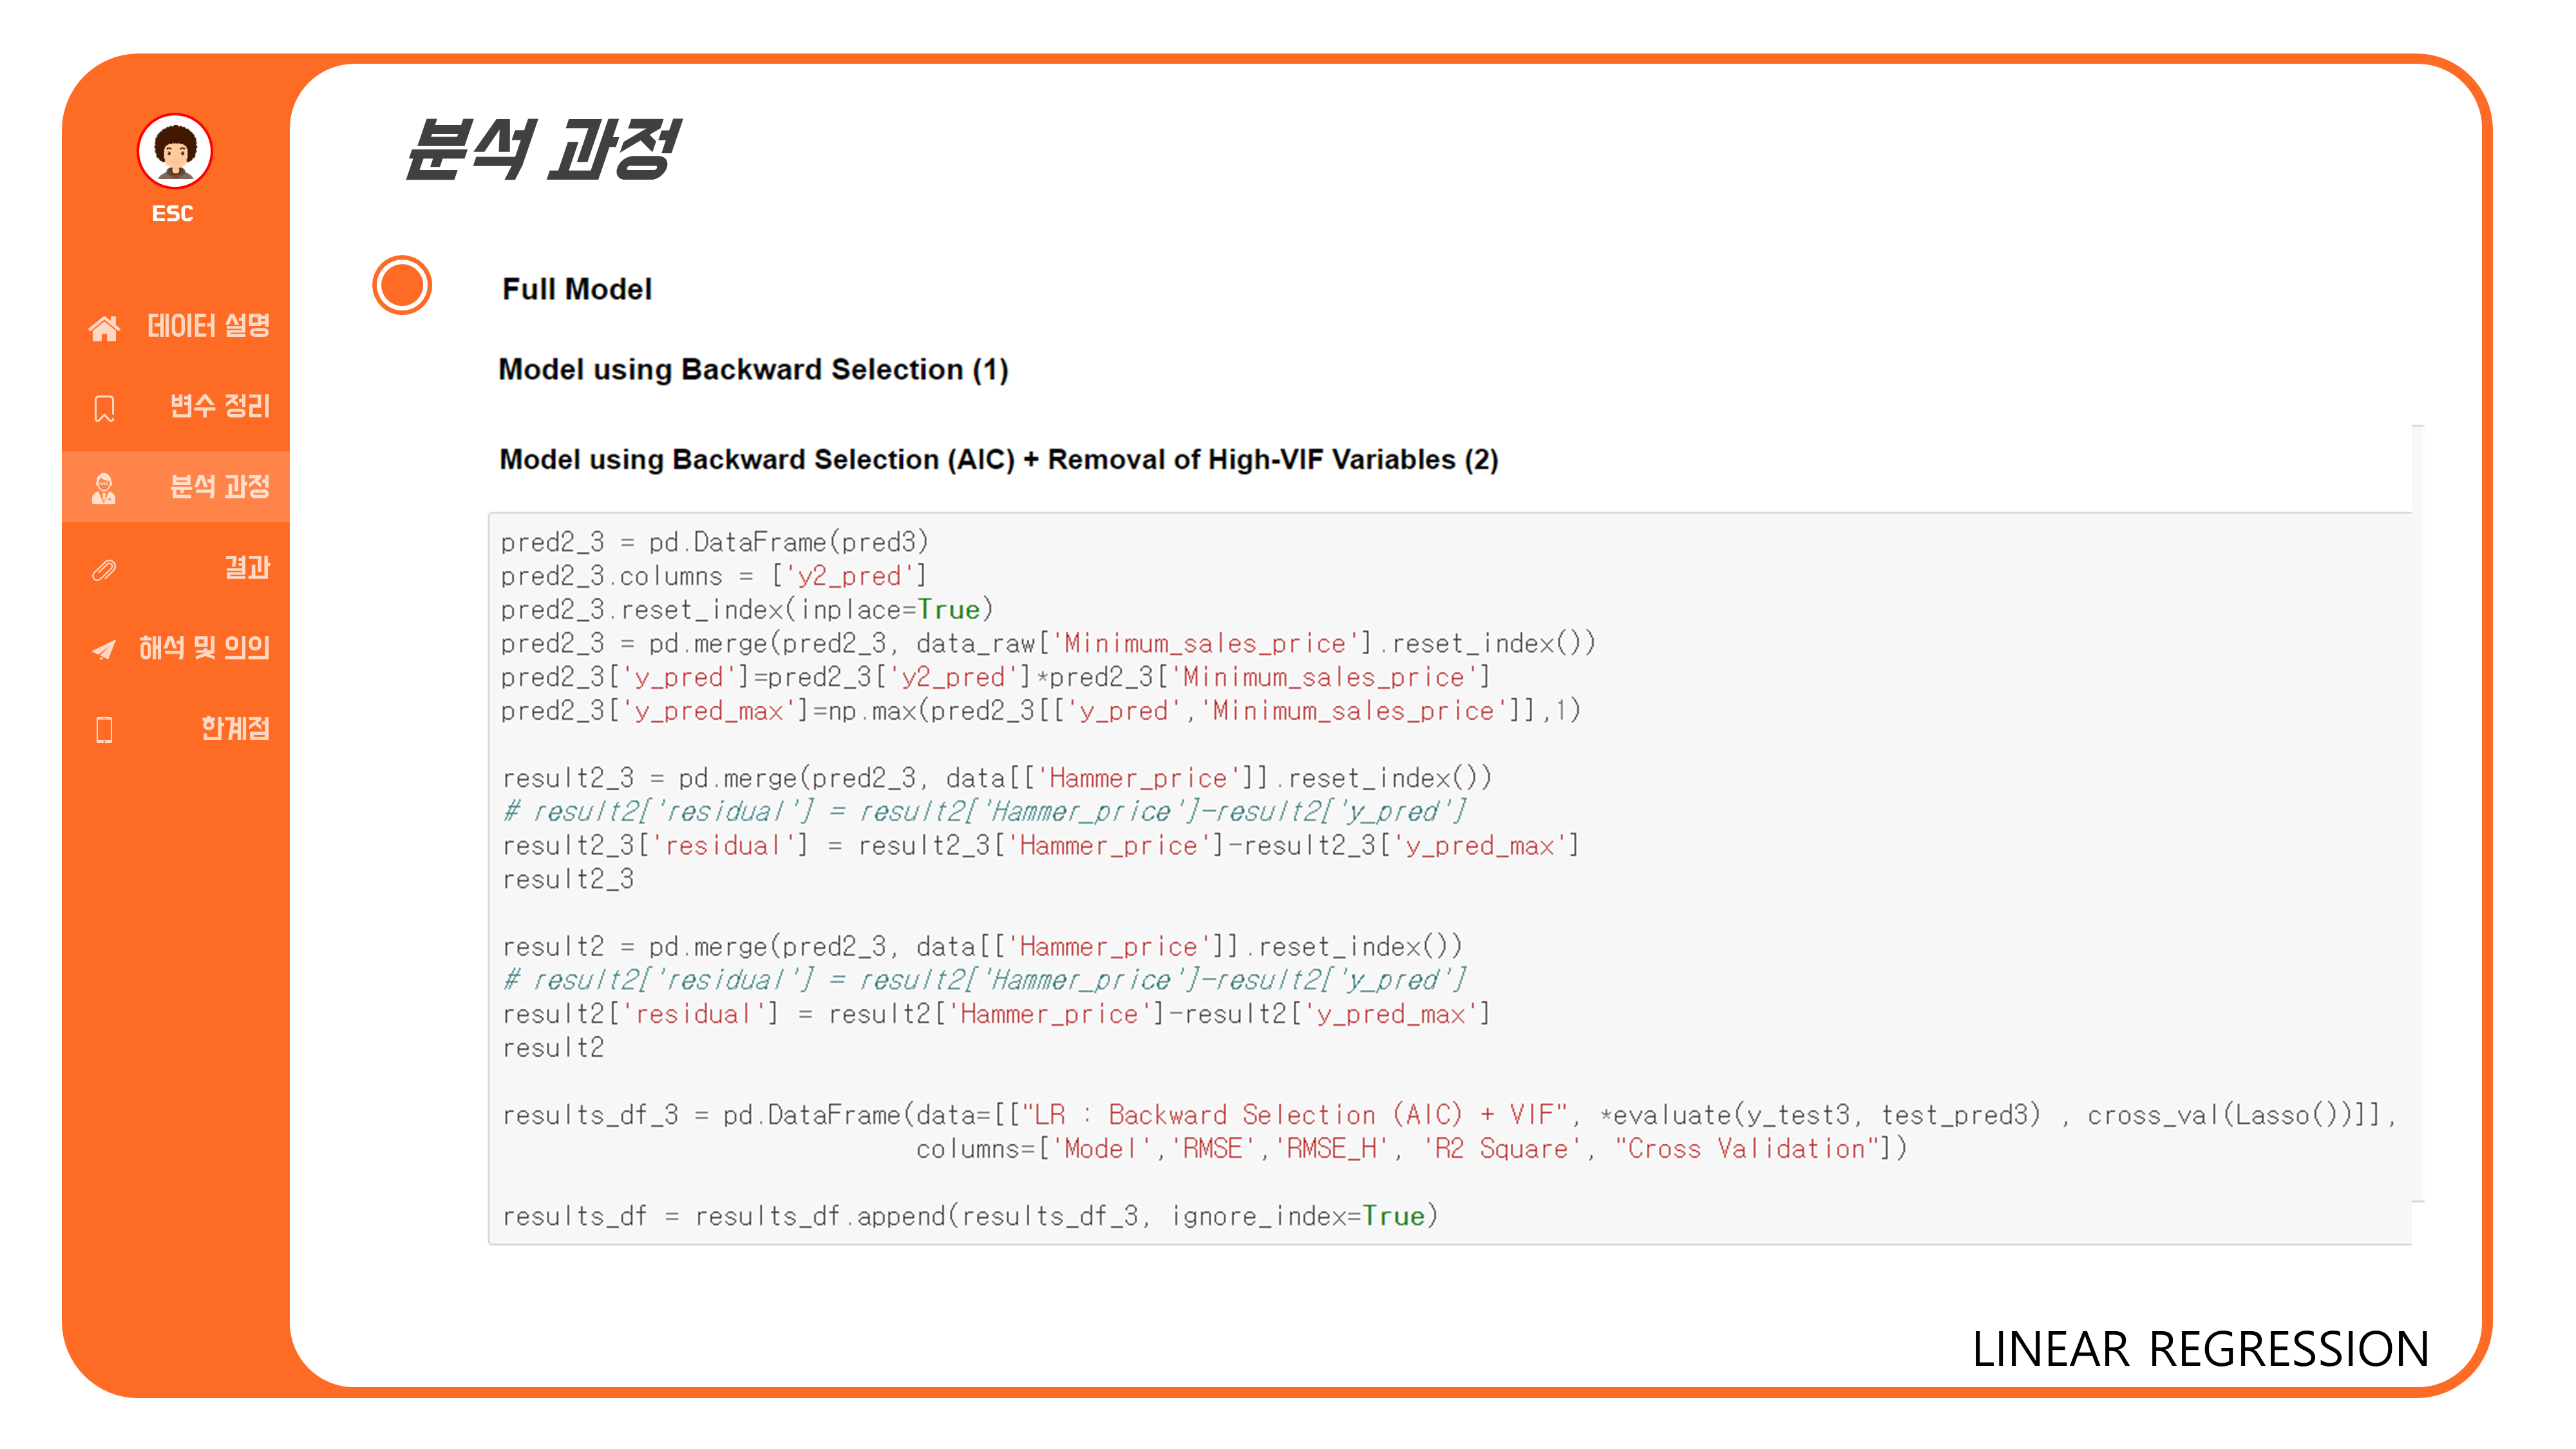 ESC
데이터 설명
변수 정리
분석 과정
결과
해석 및 의의
한계점
분석 과정
Full Model
Model using Backward Selection (1)
Model using Backward Selection (AIC) + Removal of High-VIF Variables (2)
pred2_3 = pd.DataFrame(pred3)
pred2_3.columns = ['y2_pred']
pred2_3.reset_index(inplace=True)
pred2_3 = pd.merge(pred2_3, data_raw['Minimum_sales_price'].reset_index())
pred2_3['y_pred']=pred2_3['y2_pred']*pred2_3['Minimum_sales_price']
pred2_3['y_pred_max']=np.max(pred2_3[['y_pred','Minimum_sales_price']],1)
result2_3 = pd.merge(pred2_3, data[['Hammer_price']].reset_index())
# result2['residual'] = result2['Hammer_price']-result2['y_pred']
result2_3['residual'] = result2_3['Hammer_price']-result2_3['y_pred_max']
result2_3
result2 = pd.merge(pred2_3, data[['Hammer_price']].reset_index())
# result2['residual'] = result2['Hammer_price']-result2['y_pred']
result2['residual'] = result2['Hammer_price']-result2['y_pred_max']
result2
results_df_3 = pd.DataFrame(data=[["LR : Backward Selection (AIC) + VIF", *evaluate(y_test3, test_pred3) , cross_val(Lasso())]],
columns=['Model','RMSE','RMSE_H', 'R2 Square', "Cross Validation"])
results_df = results_df.append(results_df_3, ignore_index=True)
LINEAR REGRESSION